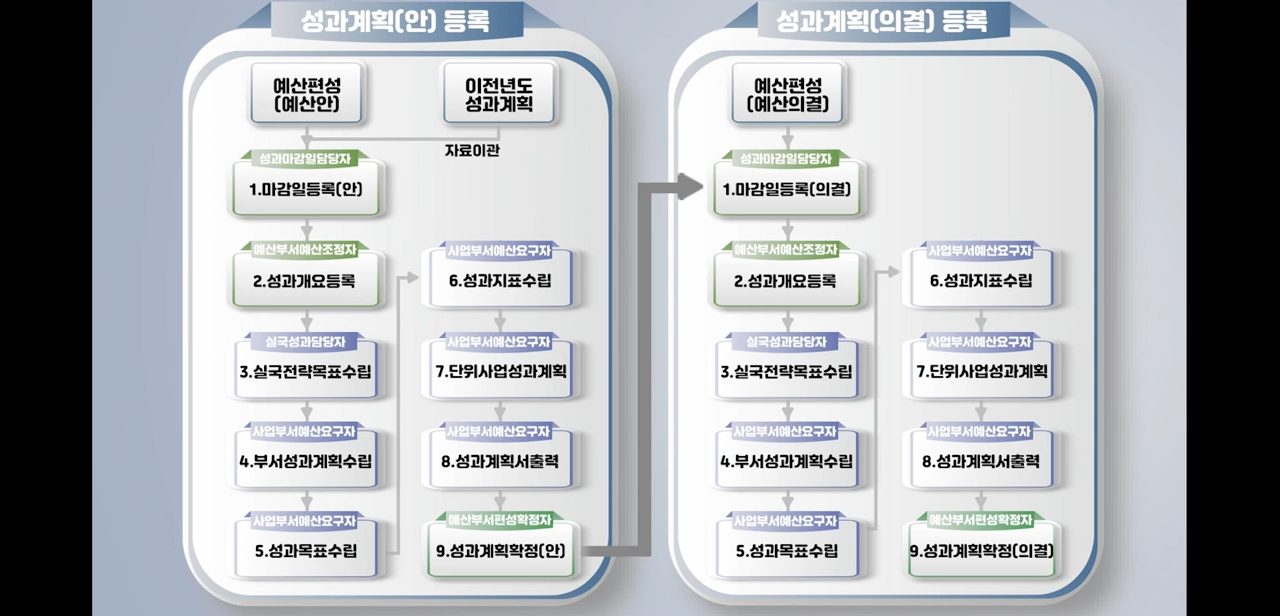 성과계획(안) 등록
예산편성
(예산안)
이전년도
성과계획
자료이관
성과마감일담당자
1.마감일등록(안)
예산부서예산조정자
2.성과개요등록
실국성과담당자
3.실국전략목표수립
사업부서예산요구자
4.부서성과계획수립
사업부서예산요구자
5.성과목표수립
사업부서예산요구자
6.성과지표수립
사업부서예산요구자
7.단위사업성과계획
사업부서예산요구자
8.성과계획서출력
예산부서편성확정자
9.성과계획확정(안)
성과계획(의결) 등록
예산편성
(예산의결)
성과마감일담당자
1.마감일등록(의결)
예산부서예산조정자
2.성과개요등록
실국성과담당자
3.실국전략목표수립
사업부서예산요구자
4.부서성과계획수립
사업부서예산요구자
5.성과목표수립
사업부서예산요구자
6.성과지표수립
사업부서예산요구자
7.단위사업성과계획
사업부서예산요구자
8.성과계획서출력
예산부서편성확정자
9.성과계획확정(의결)